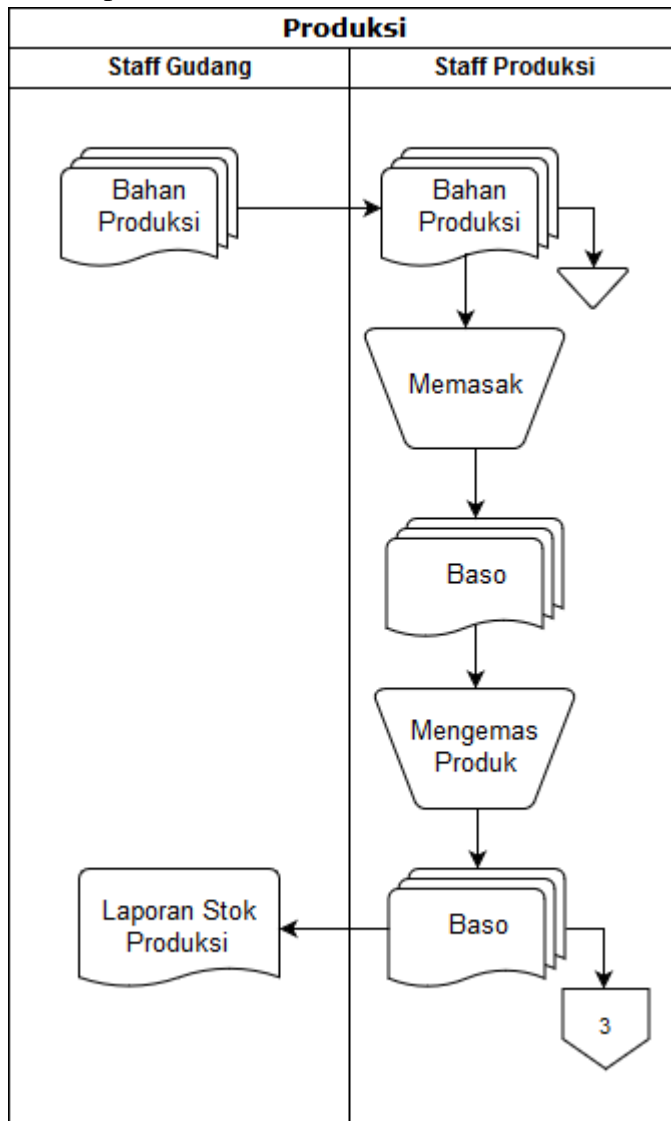 Produksi
Staff Gudang
Staff Produksi
Bahan
Produksi
Bahan
Produksi
Memasak
Baso
Mengemas
Produk
Laporan Stok
Produksi
Baso
3